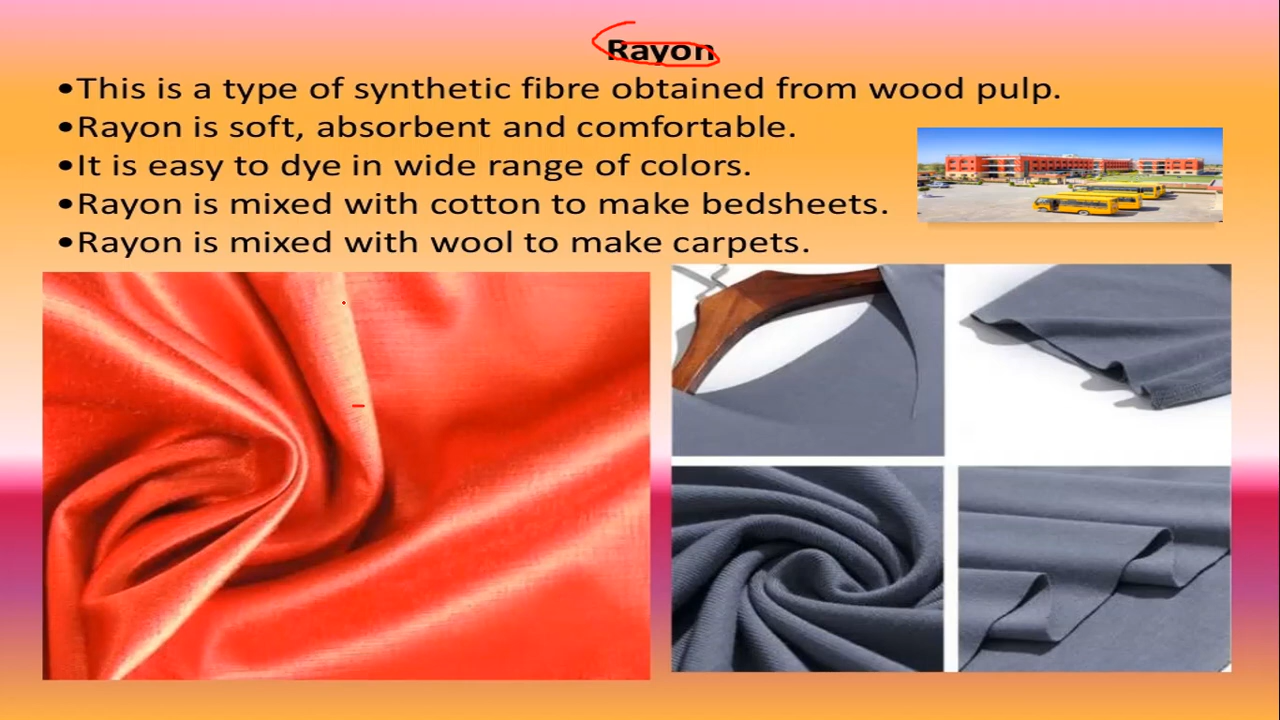 Rayon
•This is a type of synthetic fibre obtained from wood pulp.
•Rayon is soft, absorbent and comfortable.
•It is easy to dye in wide range of colors.
•Rayon is mixed with cotton to make bedsheets.
•Rayon is mixed with wool to make carpets.